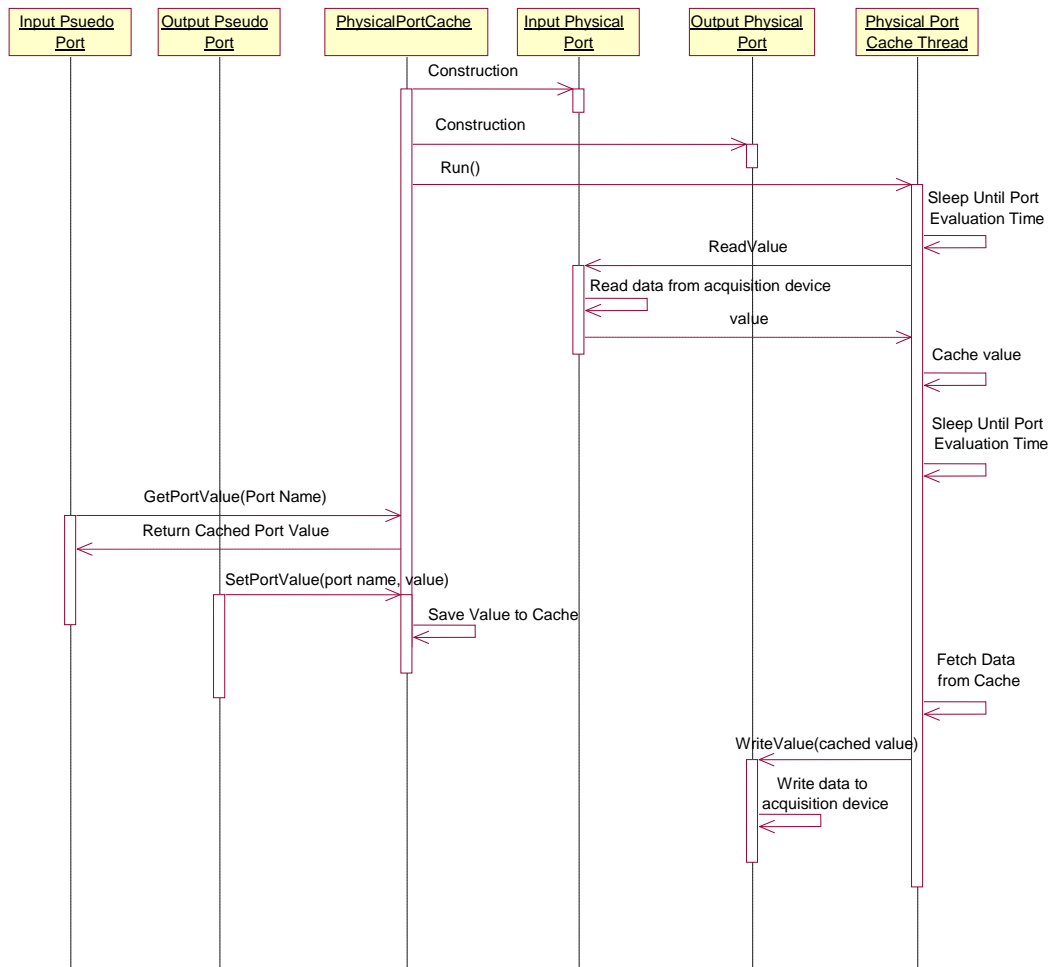 Input Psuedo
Port
Output Pseudo
Port
PhysicalPortCache
Input Physical
Port
Output Physical
Port
Physical Port
Cache Thread
Construction
Construction
Run()
Sleep Until Port
Evaluation Time
ReadValue
Read data from acquisition device
value
Cache value
Sleep Until Port
Evaluation Time
GetPortValue(Port Name)
Return Cached Port Value
SetPortValue(port name, value)
Save Value to Cache
Fetch Data
from Cache
WriteValue(cached value)
Write data to
acquisition device